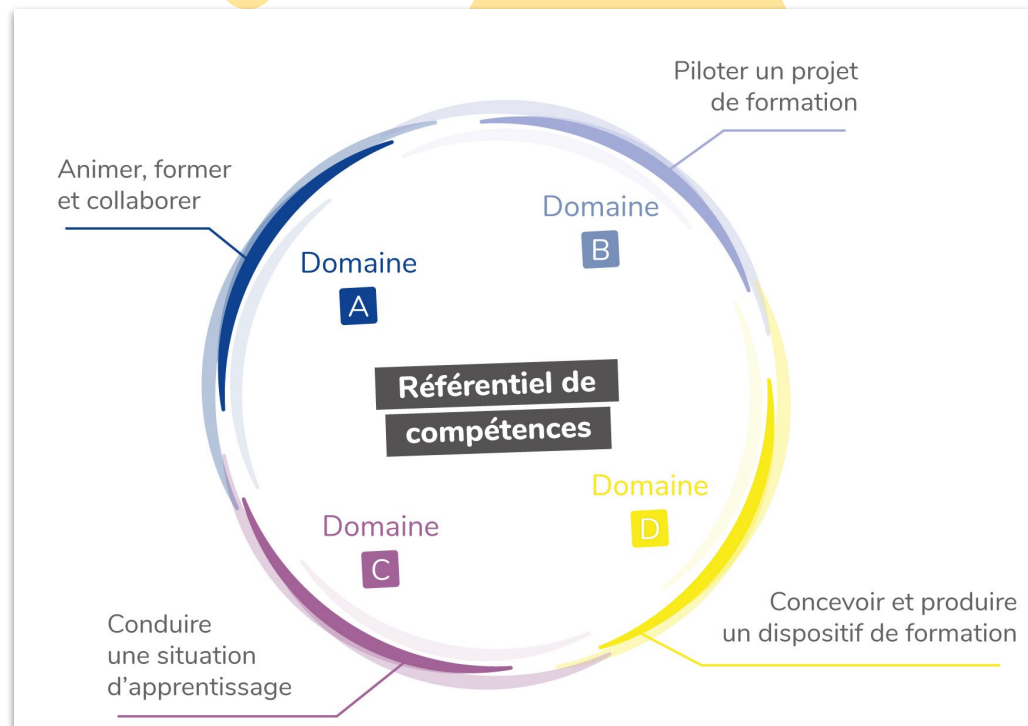 Piloter un projet
de formation
Animer, former
et collaborer
Domaine
B
Domaine
A
Référentiel de
compétences
Domaine
D
Domaine
C
Concevoir et produire
un dispositif de formation
Conduire
une situation
d'apprentissage